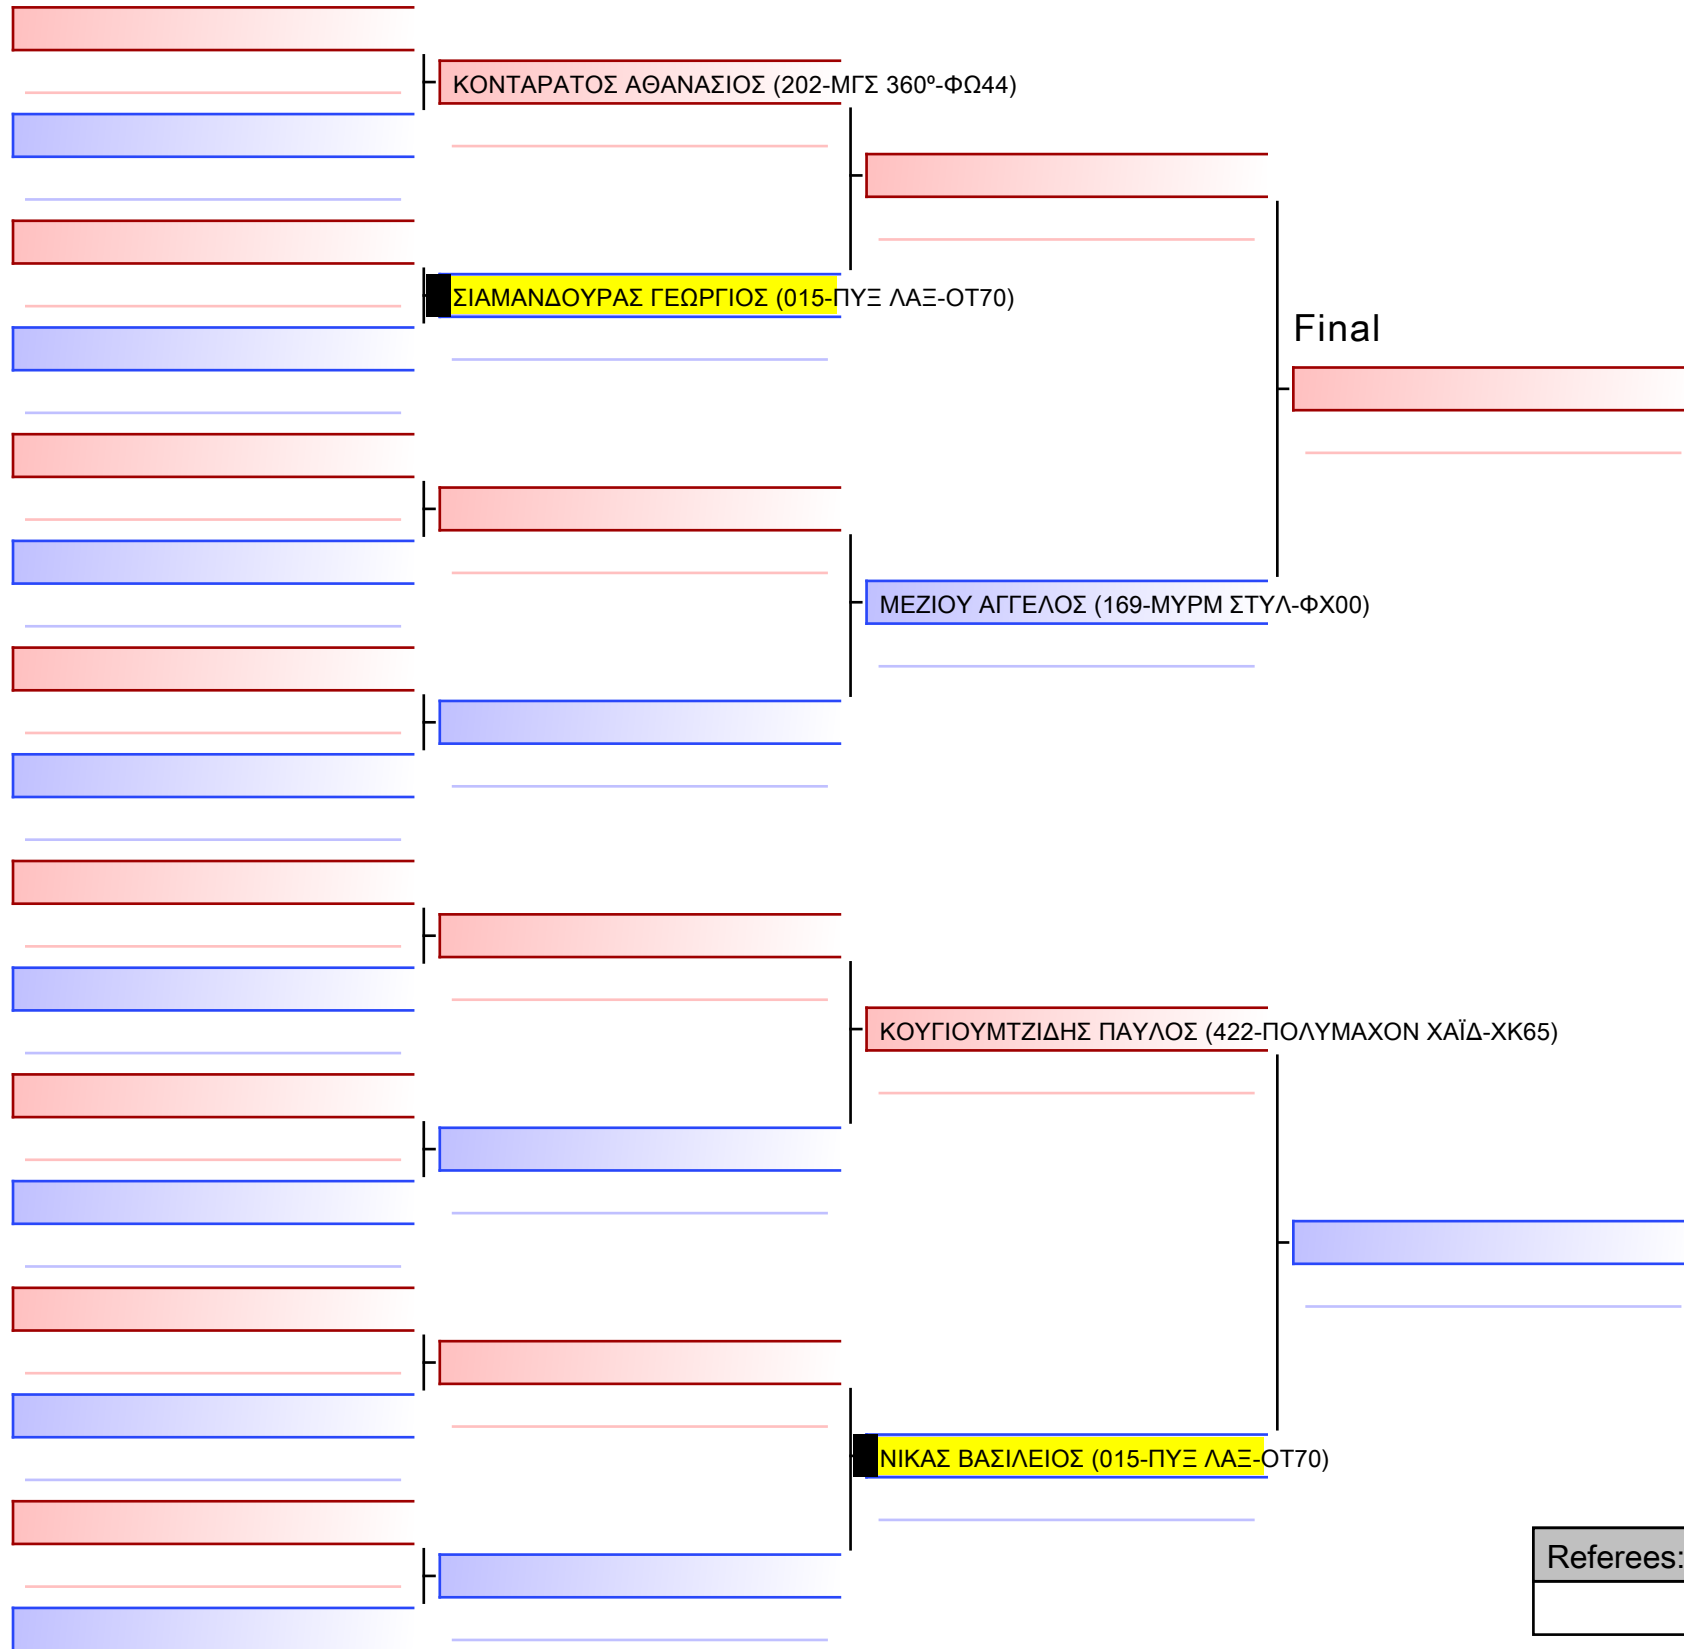 ΚΟΝΤΑΡΑΤΟΣ ΑΘΑΝΑΣΙΟΣ (202-ΜΓΣ 360º-ΦΩ44)
ΣΙΑΜΑΝΔΟΥΡΑΣ ΓΕΩΡΓΙΟΣ (015-ΠΥΞ ΛΑΞ-ΟΤ70)
Final
ΜΕΖΙΟΥ ΑΓΓΕΛΟΣ (169-ΜΥΡΜ ΣΤΥΛ-ΦΧ00)
ΚΟΥΓΙΟΥΜΤΖΙΔΗΣ ΠΑΥΛΟΣ (422-ΠΟΛΥΜΑΧΟΝ ΧΑΪΔ-ΧΚ65)
ΝΙΚΑΣ ΒΑΣΙΛΕΙΟΣ (015-ΠΥΞ ΛΑΞ-ΟΤ70)
Referees: